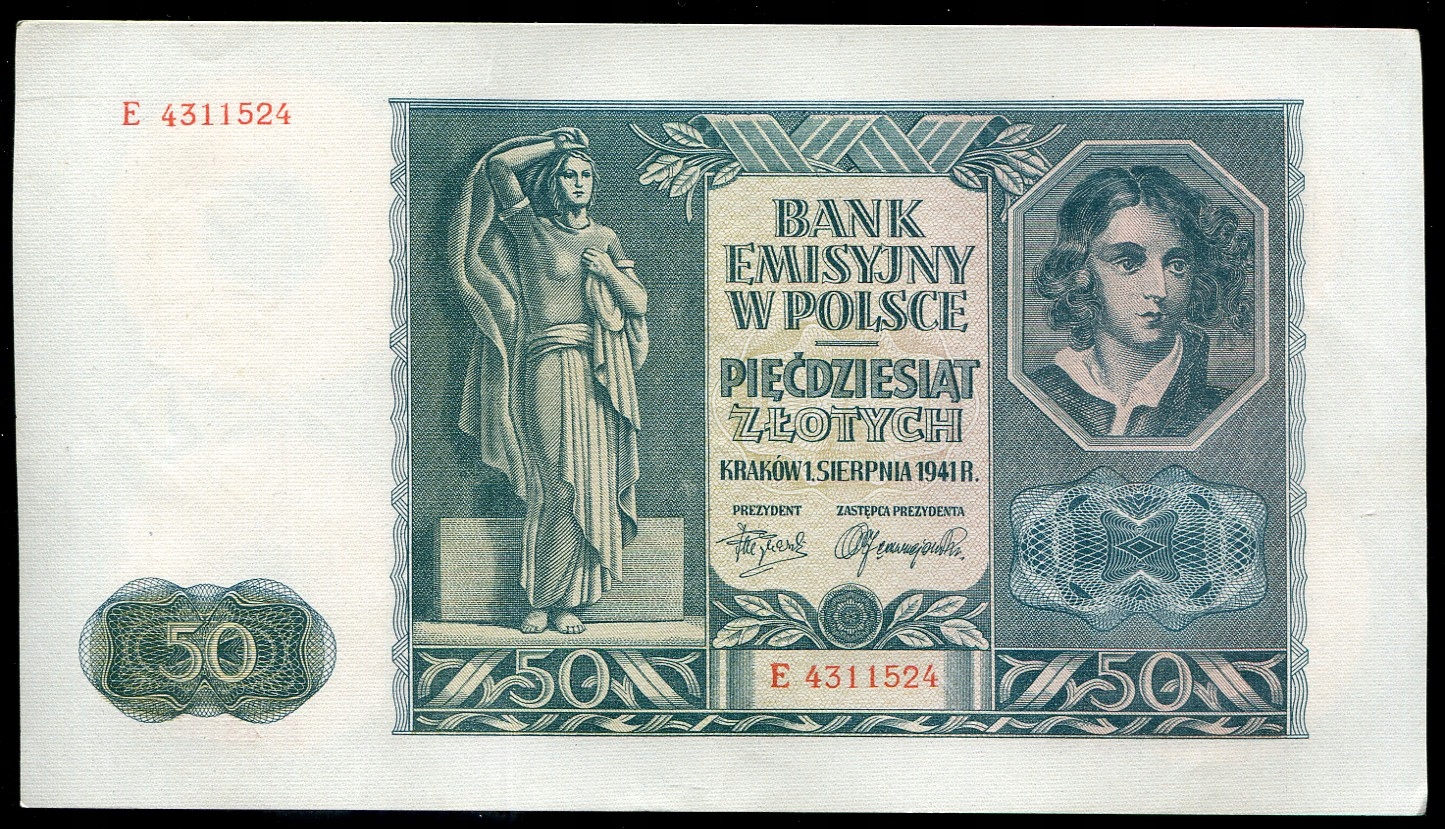 E 4311524
BANK
EMISYJNY
W POLSCE
PIĘĆDZIESIĄT
ZŁOTYCH
KRAKÓW 1. SIERPNIA 1941 R.
PREZYDENT ZASTĘPCA PREZYDENTA
50
50 E 4311524 50